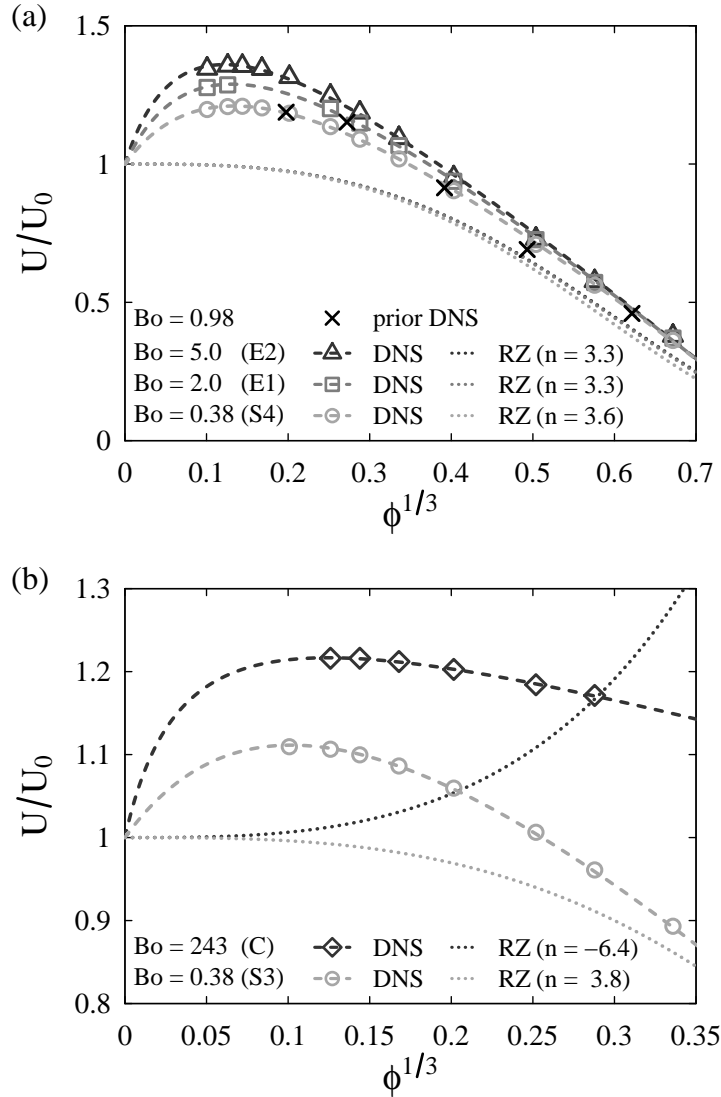 (a)
1.5
1
0.5
0
U/U0
Bo = 0.98 prior DNS
Bo = 5.0 (E2) DNS RZ (n = 3.3)
Bo = 2.0 (E1) DNS RZ (n = 3.3)
Bo = 0.38 (S4) DNS RZ (n = 3.6)
0 0.1 0.2 0.3 0.4 0.5 0.6 0.7
ϕ^1/3
(b)
1.3
1.2
1.1
1
0.9
0.8
U/U0
Bo = 243 (C) DNS RZ (n = −6.4)
Bo = 0.38 (S3) DNS RZ (n = 3.8)
0 0.05 0.1 0.15 0.2 0.25 0.3 0.35
ϕ^1/3